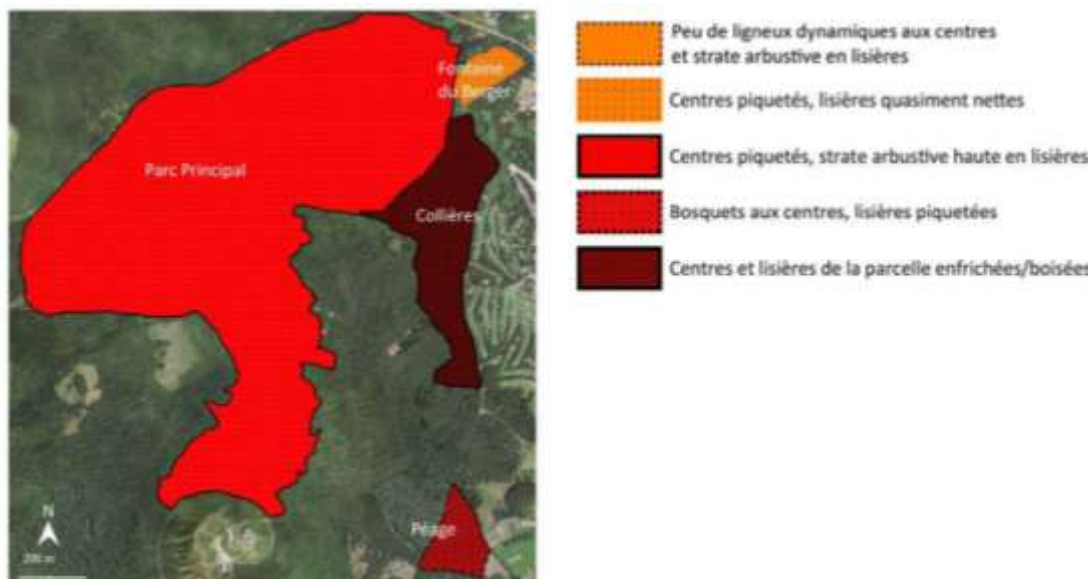 Fontaine
du Berger
Parc Principal
Collières
Péage
N
200 m
Peu de ligneux dynamiques aux centres
et strate arbustive en lisières
Centres piquetés, lisières quasiment nettes
Centres piquetés, strate arbustive haute en lisières
Bosquets aux centres, lisières piquetées
Centres et lisières de la parcelle enfrichées/boisées